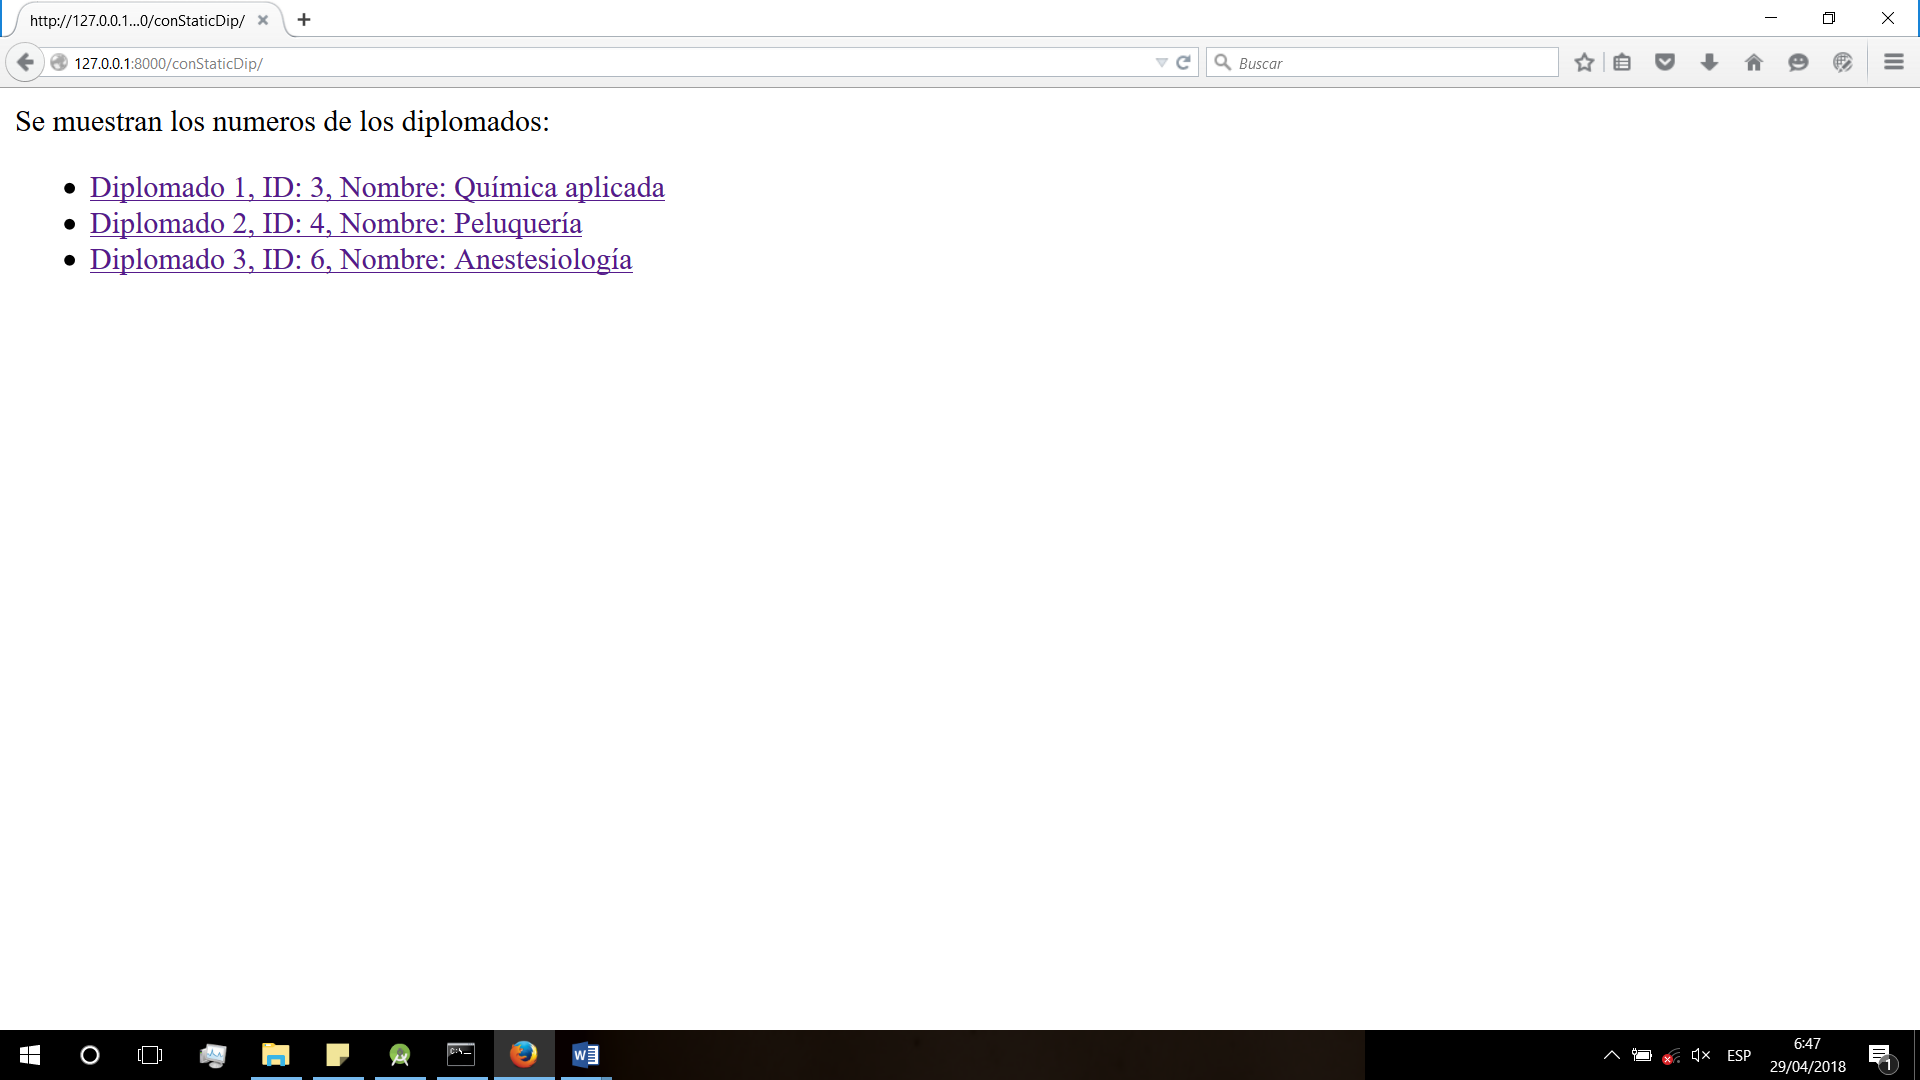 http://127.0.0.1...0/conStaticDip/
127.0.0.1:8000/conStaticDip/
Buscar
Se muestran los numeros de los diplomados:
Diplomado 1, ID: 3, Nombre: Química aplicada
Diplomado 2, ID: 4, Nombre: Peluquería
Diplomado 3, ID: 6, Nombre: Anestesiología
ESP
6:47
29/04/2018
1